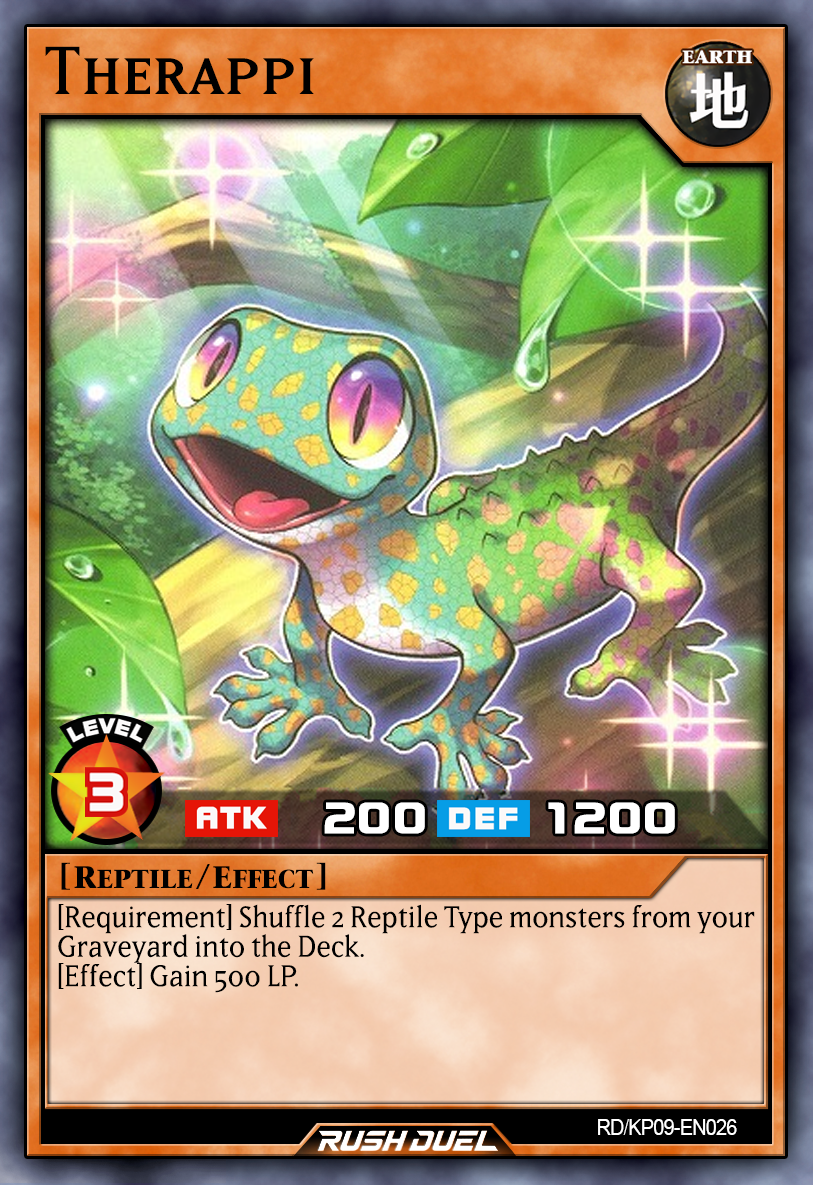 Therappi
EARTH
地
LEVEL
3
ATK 200 DEF 1200
[Reptile/Effect]
[Requirement] Shuffle 2 Reptile Type monsters from your
Graveyard into the Deck.
[Effect] Gain 500 LP.
RD/KP09-EN026
RUSH DUEL